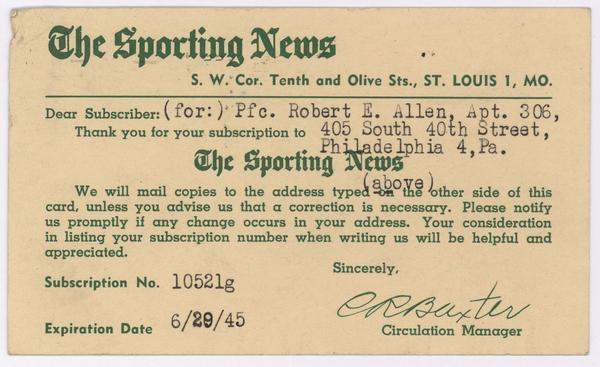 The Sporting News
S. W. Cor. Tenth and Olive Sts., ST. LOUIS 1, MO.
Dear Subscriber: (for:) Pfc. Robert E. Allen, Apt. 306,
Thank you for your subscription to 405 South 40th Street,
Philadelphia 4, Pa.
The Sporting News
(above)
We will mail copies to the address typed on the other side of this
card, unless you advise us that a correction is necessary. Please notify
us promptly if any change occurs in your address. Your consideration
in listing your subscription number when writing us will be helpful and
appreciated.
Sincerely,
Subscription No. 10521g
C R Baxter
Expiration Date 6/29/45
Circulation Manager